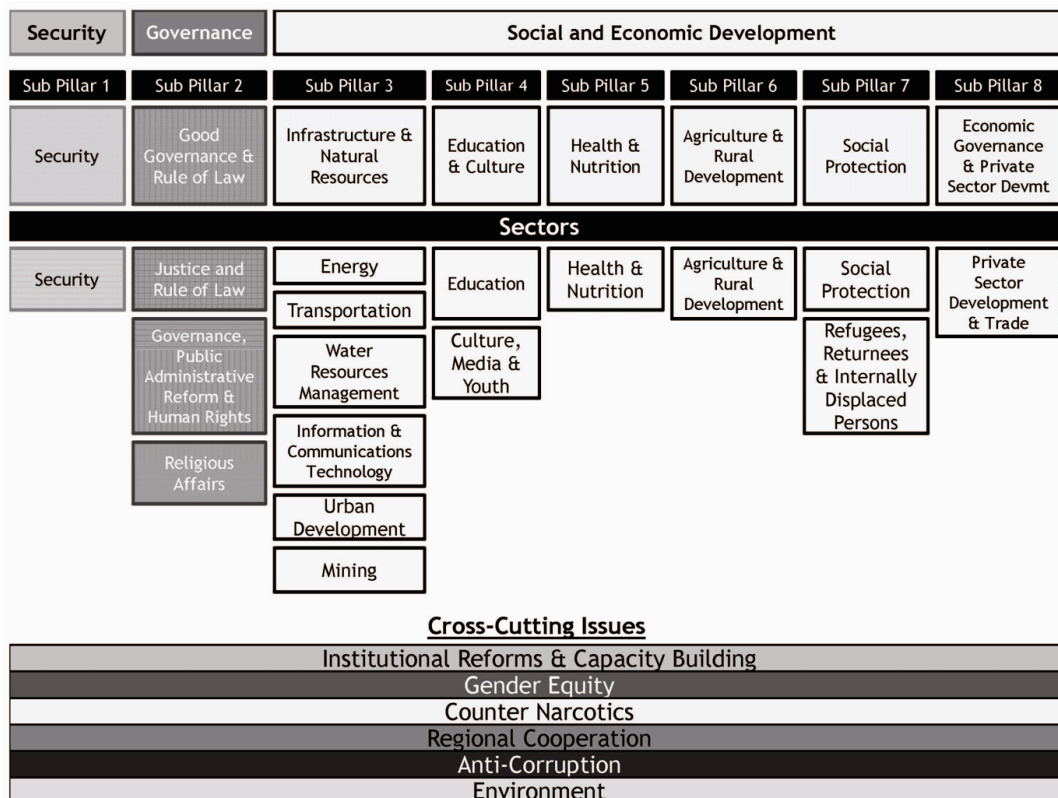 Security
Governance
Social and Economic Development
Sub Pillar 1
Sub Pillar 2
Sub Pillar 3
Sub Pillar 4
Sub Pillar 5
Sub Pillar 6
Sub Pillar 7
Sub Pillar 8
Security
Good
Governance &
Rule of Law
Infrastructure &
Natural
Resources
Education
& Culture
Health &
Nutrition
Agriculture &
Rural
Development
Social
Protection
Economic
Governance
& Private
Sector Devmt
Sectors
Security
Justice and
Rule of Law
Governance,
Public
Administrative
Reform &
Human Rights
Religious
Affairs
Energy
Transportation
Water
Resources
Management
Information &
Communications
Technology
Urban
Development
Mining
Education
Culture,
Media &
Youth
Health &
Nutrition
Agriculture &
Rural
Development
Social
Protection
Refugees,
Returnees
& Internally
Displaced
Persons
Private
Sector
Development
& Trade
Cross-Cutting Issues
Institutional Reforms & Capacity Building
Gender Equity
Counter Narcotics
Regional Cooperation
Anti-Corruption
Environment